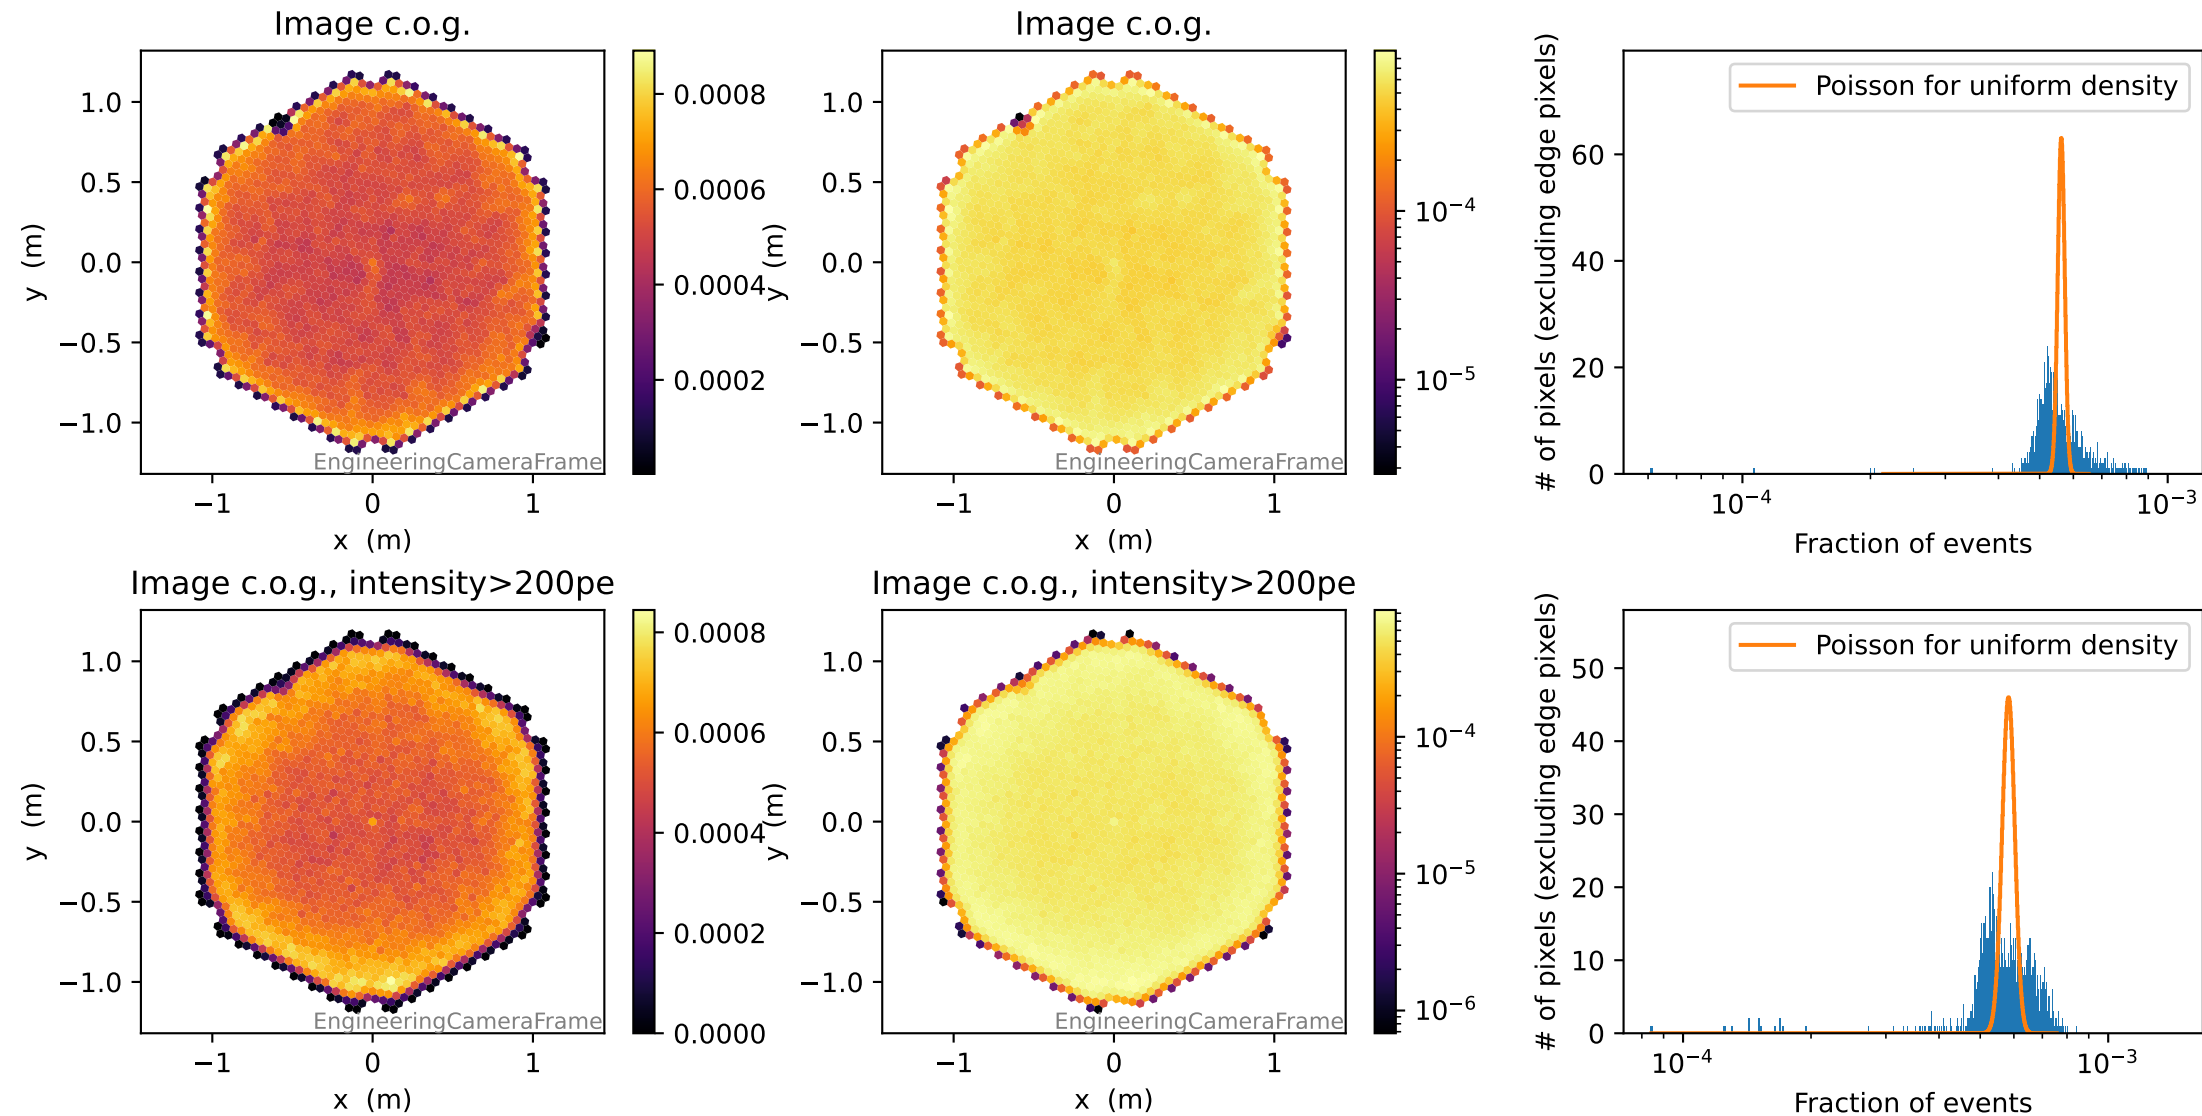 Image c.o.g.
y (m)
1.0
0.5
0.0
−0.5
−1.0
−1
0
1
x (m)
EngineeringCameraFrame
0.0008
0.0006
0.0004
0.0002
Image c.o.g.
y (m)
1.0
0.5
0.0
−0.5
−1.0
−1
0
1
x (m)
EngineeringCameraFrame
10⁻⁴
10⁻⁵
# of pixels (excluding edge pixels)
Poisson for uniform density
60
40
20
0
10⁻⁴
10⁻³
Fraction of events
Image c.o.g., intensity>200pe
y (m)
1.0
0.5
0.0
−0.5
−1.0
−1
0
1
x (m)
EngineeringCameraFrame
0.0008
0.0006
0.0004
0.0002
0.0000
Image c.o.g., intensity>200pe
y (m)
1.0
0.5
0.0
−0.5
−1.0
−1
0
1
x (m)
EngineeringCameraFrame
10⁻⁴
10⁻⁵
10⁻⁶
# of pixels (excluding edge pixels)
Poisson for uniform density
50
40
30
20
10
0
10⁻⁴
10⁻³
Fraction of events